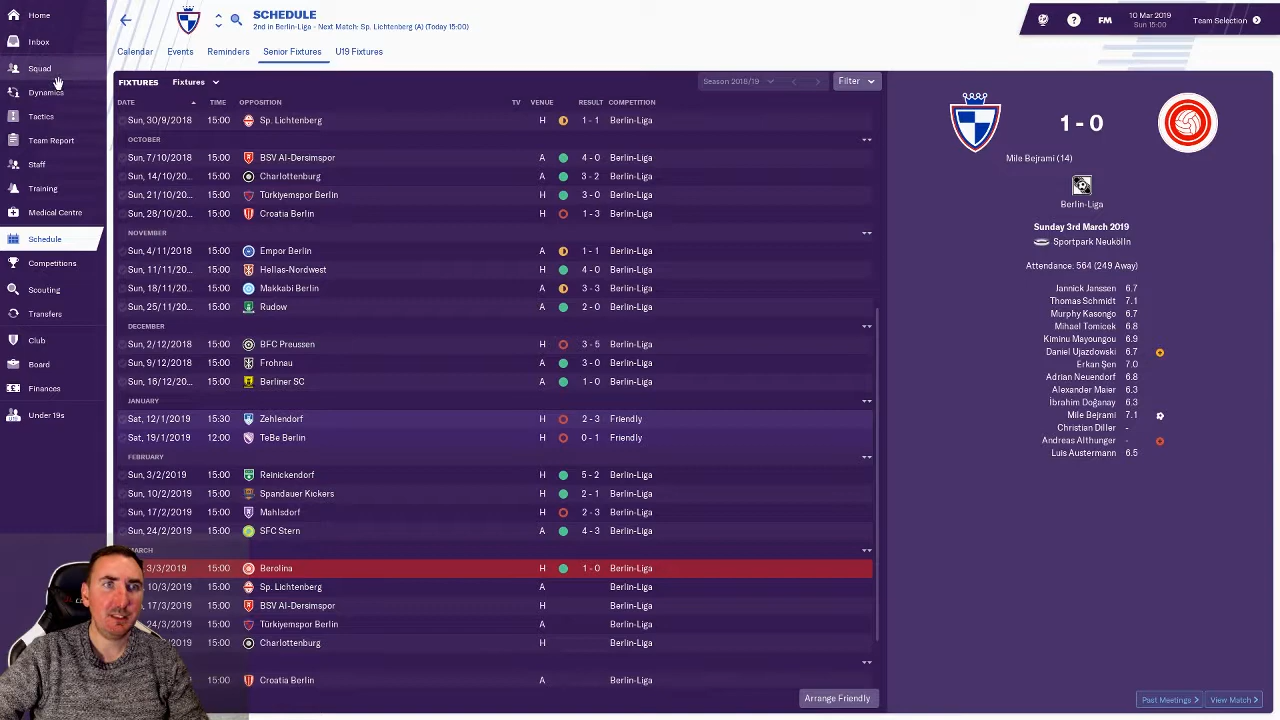 Home
Inbox
Squad
Dynamics
Tactics
Team Report
Staff
Training
Medical Centre
Schedule
Competitions
Scouting
Transfers
Club
Board
Finances
Under 19s
SCHEDULE
2nd in Berlin-Liga - Next Match: Sp. Lichtenberg (A) (Today 15:00)
FM
10 Mar 2019
Sun 15:00
Team Selection
Calendar Events Reminders Senior Fixtures U19 Fixtures
FIXTURES Fixtures Season 2018/19 Filter
DATE TIME OPPOSITION TV VENUE RESULT COMPETITION
Sun, 30/9/2018 15:00 Sp. Lichtenberg H 1 - 1 Berlin-Liga
OCTOBER
Sun, 7/10/2018 15:00 BSV Al-Dersimspor A 4 - 0 Berlin-Liga
Sun, 14/10/20... 15:00 Charlottenburg A 3 - 2 Berlin-Liga
Sun, 21/10/20... 15:00 Türkiyemspor Berlin H 3 - 0 Berlin-Liga
Sun, 28/10/20... 15:00 Croatia Berlin H 1 - 3 Berlin-Liga
NOVEMBER
Sun, 4/11/2018 15:00 Empor Berlin A 1 - 1 Berlin-Liga
Sun, 11/11/20... 15:00 Hellas-Nordwest H 4 - 0 Berlin-Liga
Sun, 18/11/20... 15:00 Makkabi Berlin A 3 - 3 Berlin-Liga
Sun, 25/11/20... 15:00 Rudow A 2 - 0 Berlin-Liga
DECEMBER
Sun, 2/12/2018 15:00 BFC Preussen H 3 - 5 Berlin-Liga
Sun, 9/12/2018 15:00 Frohnau A 3 - 0 Berlin-Liga
Sun, 16/12/20... 15:00 Berliner SC A 1 - 0 Berlin-Liga
JANUARY
Sat, 12/1/2019 15:30 Zehlendorf H 2 - 3 Friendly
Sat, 19/1/2019 12:00 TeBe Berlin H 0 - 1 Friendly
FEBRUARY
Sun, 3/2/2019 15:00 Reinickendorf H 5 - 2 Berlin-Liga
Sun, 10/2/2019 15:00 Spandauer Kickers H 2 - 1 Berlin-Liga
Sun, 17/2/2019 15:00 Mahlsdorf H 2 - 3 Berlin-Liga
Sun, 24/2/2019 15:00 SFC Stern A 4 - 3 Berlin-Liga
MARCH
3/3/2019 15:00 Berolina H 1 - 0 Berlin-Liga
10/3/2019 15:00 Sp. Lichtenberg A Berlin-Liga
17/3/2019 15:00 BSV Al-Dersimspor H Berlin-Liga
24/3/2019 15:00 Türkiyemspor Berlin A Berlin-Liga
15:00 Charlottenburg H Berlin-Liga
15:00 Croatia Berlin A Berlin-Liga
Arrange Friendly
1 - 0
Mile Bejrami (14)
Berlin-Liga
Sunday 3rd March 2019
Sportpark Neukölln
Attendance: 564 (249 Away)
Jannick Janssen 6.7
Thomas Schmidt 7.1
Murphy Kasongo 6.7
Mihael Tomicek 6.8
Kiminu Mayoungou 6.9
Daniel Ujazdowski 6.7
Erkan Şen 7.0
Adrian Neuendorf 6.8
Alexander Maier 6.3
İbrahim Doğanay 6.3
Mile Bejrami 7.1
Christian Diller -
Andreas Althunger -
Luis Austermann 6.5
Past Meetings View Match